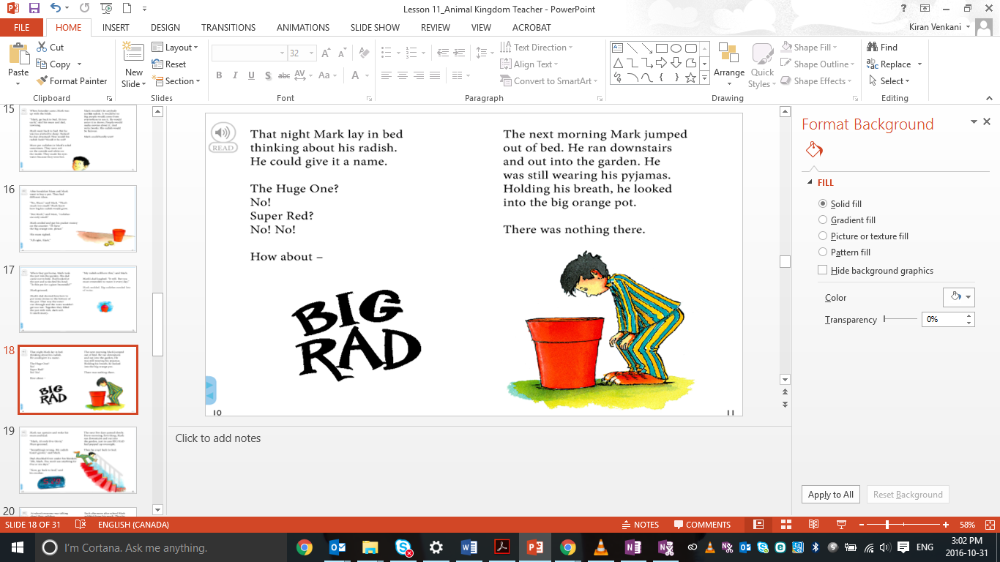 Lesson 11_Animal Kingdom Teacher - PowerPoint
FILE HOME INSERT DESIGN TRANSITIONS ANIMATIONS SLIDE SHOW REVIEW VIEW ACROBAT
Kiran Venkani
Paste
Cut
Copy
Format Painter
Clipboard
New Slide
Layout
Reset
Section
Slides
32
B I U S abc AV Aa A
Font
Text Direction
Align Text
Convert to SmartArt
Paragraph
Arrange
Quick Styles
Shape Fill
Shape Outline
Shape Effects
Drawing
Find
Replace
Select
Editing
15
16
17
18
19
20
READ
That night Mark lay in bed
thinking about his radish.
He could give it a name.
The Huge One?
No!
Super Red?
No! No!
How about –
BIG
RAD
10
The next morning Mark jumped
out of bed. He ran downstairs
and out into the garden. He
was still wearing his pyjamas.
Holding his breath, he looked
into the big orange pot.
There was nothing there.
11
Click to add notes
Format Background
FILL
Solid fill
Gradient fill
Picture or texture fill
Pattern fill
Hide background graphics
Color
Transparency 0%
Apply to All
Reset Background
SLIDE 18 OF 31 ENGLISH (CANADA) NOTES COMMENTS 58%
I'm Cortana. Ask me anything.
ENG
3:02 PM
2016-10-31